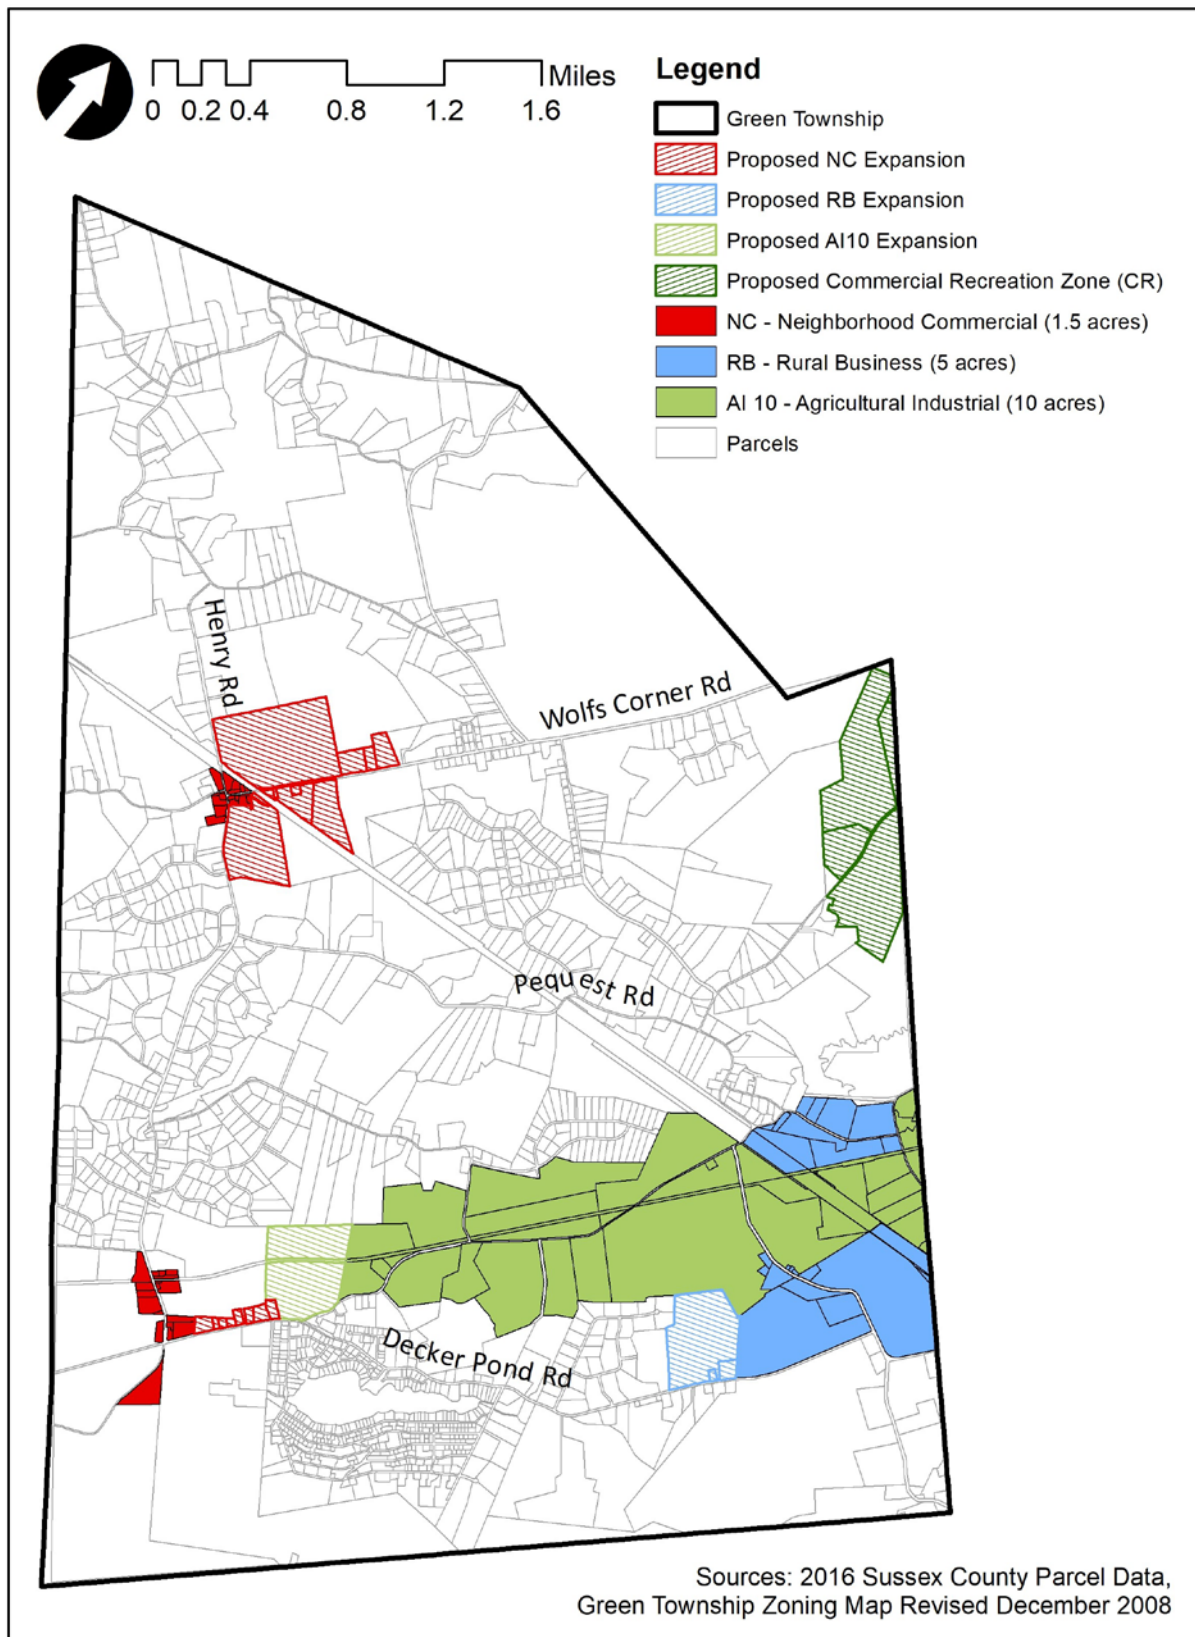 Miles
0 0.2 0.4 0.8 1.2 1.6
Legend
Green Township
Proposed NC Expansion
Proposed RB Expansion
Proposed AI10 Expansion
Proposed Commercial Recreation Zone (CR)
NC - Neighborhood Commercial (1.5 acres)
RB - Rural Business (5 acres)
AI 10 - Agricultural Industrial (10 acres)
Parcels
Henry Rd
Wolfs Corner Rd
Pequest Rd
Decker Pond Rd
Sources: 2016 Sussex County Parcel Data,
Green Township Zoning Map Revised December 2008